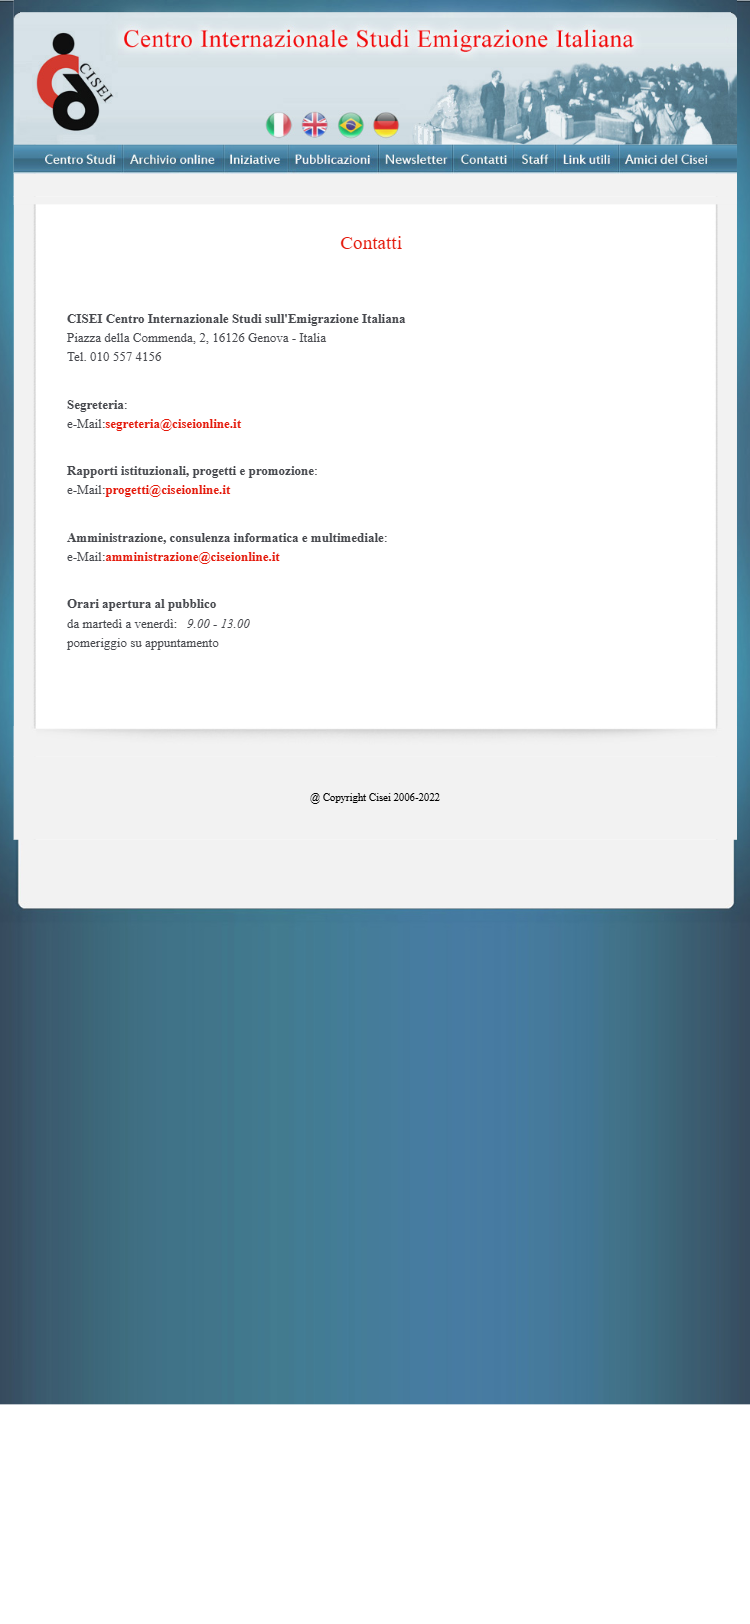 Centro Internazionale Studi Emigrazione Italiana
CISEI
Centro Studi Archivio online Iniziative Pubblicazioni Newsletter Contatti Staff Link utili Amici del Cisei
Contatti
CISEI Centro Internazionale Studi sull'Emigrazione Italiana
Piazza della Commenda, 2, 16126 Genova - Italia
Tel. 010 557 4156
Segreteria:
e-Mail:segreteria@ciseionline.it
Rapporti istituzionali, progetti e promozione:
e-Mail:progetti@ciseionline.it
Amministrazione, consulenza informatica e multimediale:
e-Mail:amministrazione@ciseionline.it
Orari apertura al pubblico
da martedì a venerdì: 9.00 - 13.00
pomeriggio su appuntamento
@ Copyright Cisei 2006-2022